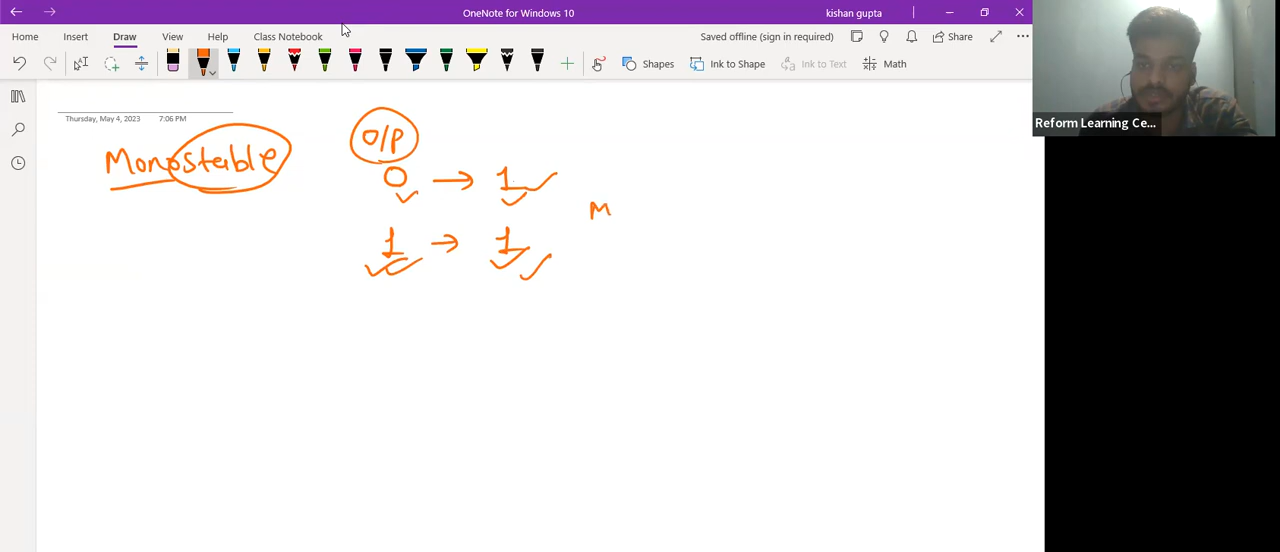 OneNote for Windows 10
kishan gupta
Home Insert Draw View Help Class Notebook
Saved offline (sign in required)
Share
Shapes
Ink to Shape
Ink to Text
Math
Reform Learning Ce...
Thursday, May 4, 2023 7:06 PM
Monostable
O/P
0 → 1
M
1 → 1